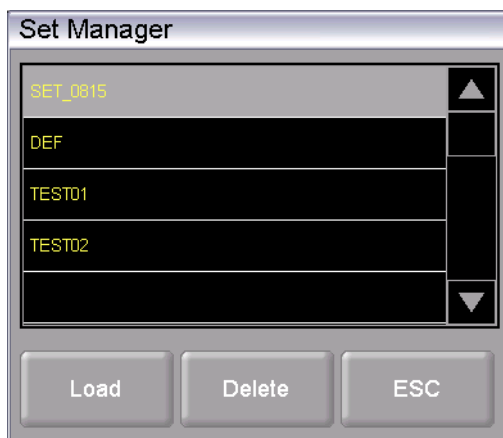 Set Manager
SET_0815
DEF
TEST01
TEST02
Load Delete ESC